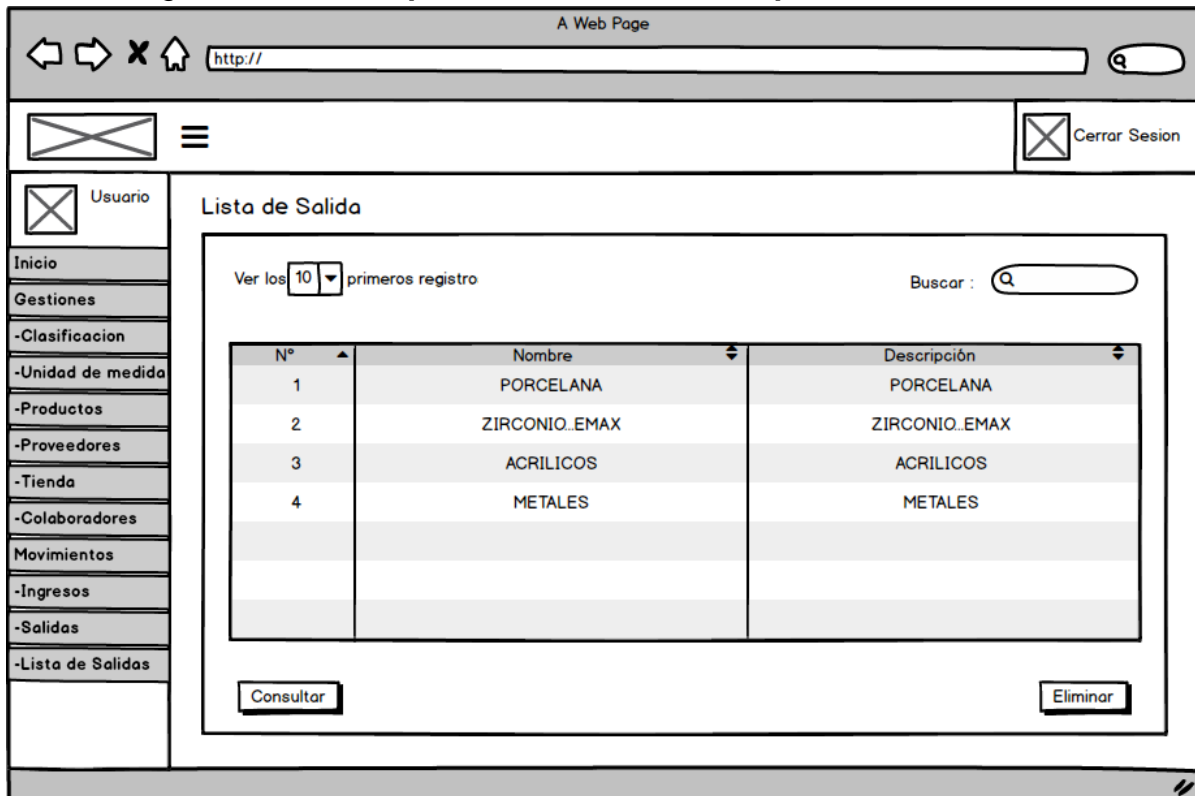 A Web Page
http://
Cerrar Sesion
Usuario
Inicio
Gestiones
-Clasificacion
-Unidad de medida
-Productos
-Proveedores
-Tienda
-Colaboradores
Movimientos
-Ingresos
-Salidas
-Lista de Salidas
Lista de Salida
Ver los 10 primeros registro
Buscar :
N° Nombre Descripción
1 PORCELANA PORCELANA
2 ZIRCONIO...EMAX ZIRCONIO...EMAX
3 ACRILICOS ACRILICOS
4 METALES METALES
Consultar Eliminar